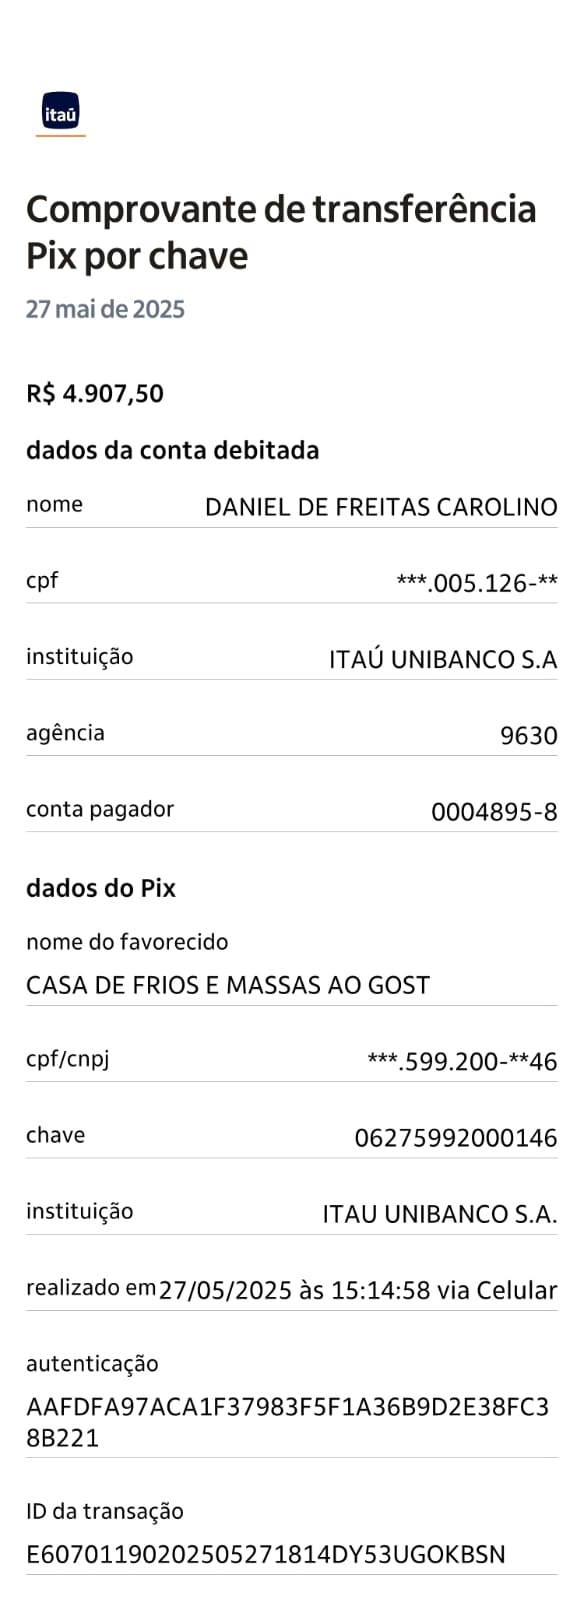 itaú
Comprovante de transferência
Pix por chave
27 mai de 2025
R$ 4.907,50
dados da conta debitada
nome DANIEL DE FREITAS CAROLINO
cpf ***.005.126-**
instituição ITAÚ UNIBANCO S.A
agência 9630
conta pagador 0004895-8
dados do Pix
nome do favorecido
CASA DE FRIOS E MASSAS AO GOST
cpf/cnpj ***.599.200-**46
chave 06275992000146
instituição ITAU UNIBANCO S.A.
realizado em 27/05/2025 às 15:14:58 via Celular
autenticação
AAFDFA97ACA1F37983F5F1A36B9D2E38FC3
8B221
ID da transação
E60701190202505271814DY53UGOKBSN